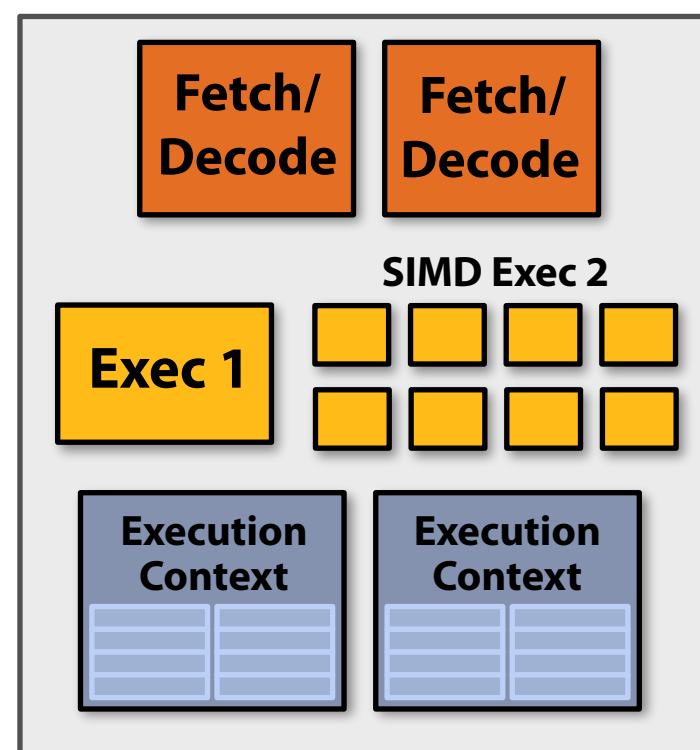 Fetch/
Decode
Fetch/
Decode
SIMD Exec 2
Exec 1
Execution
Context
Execution
Context